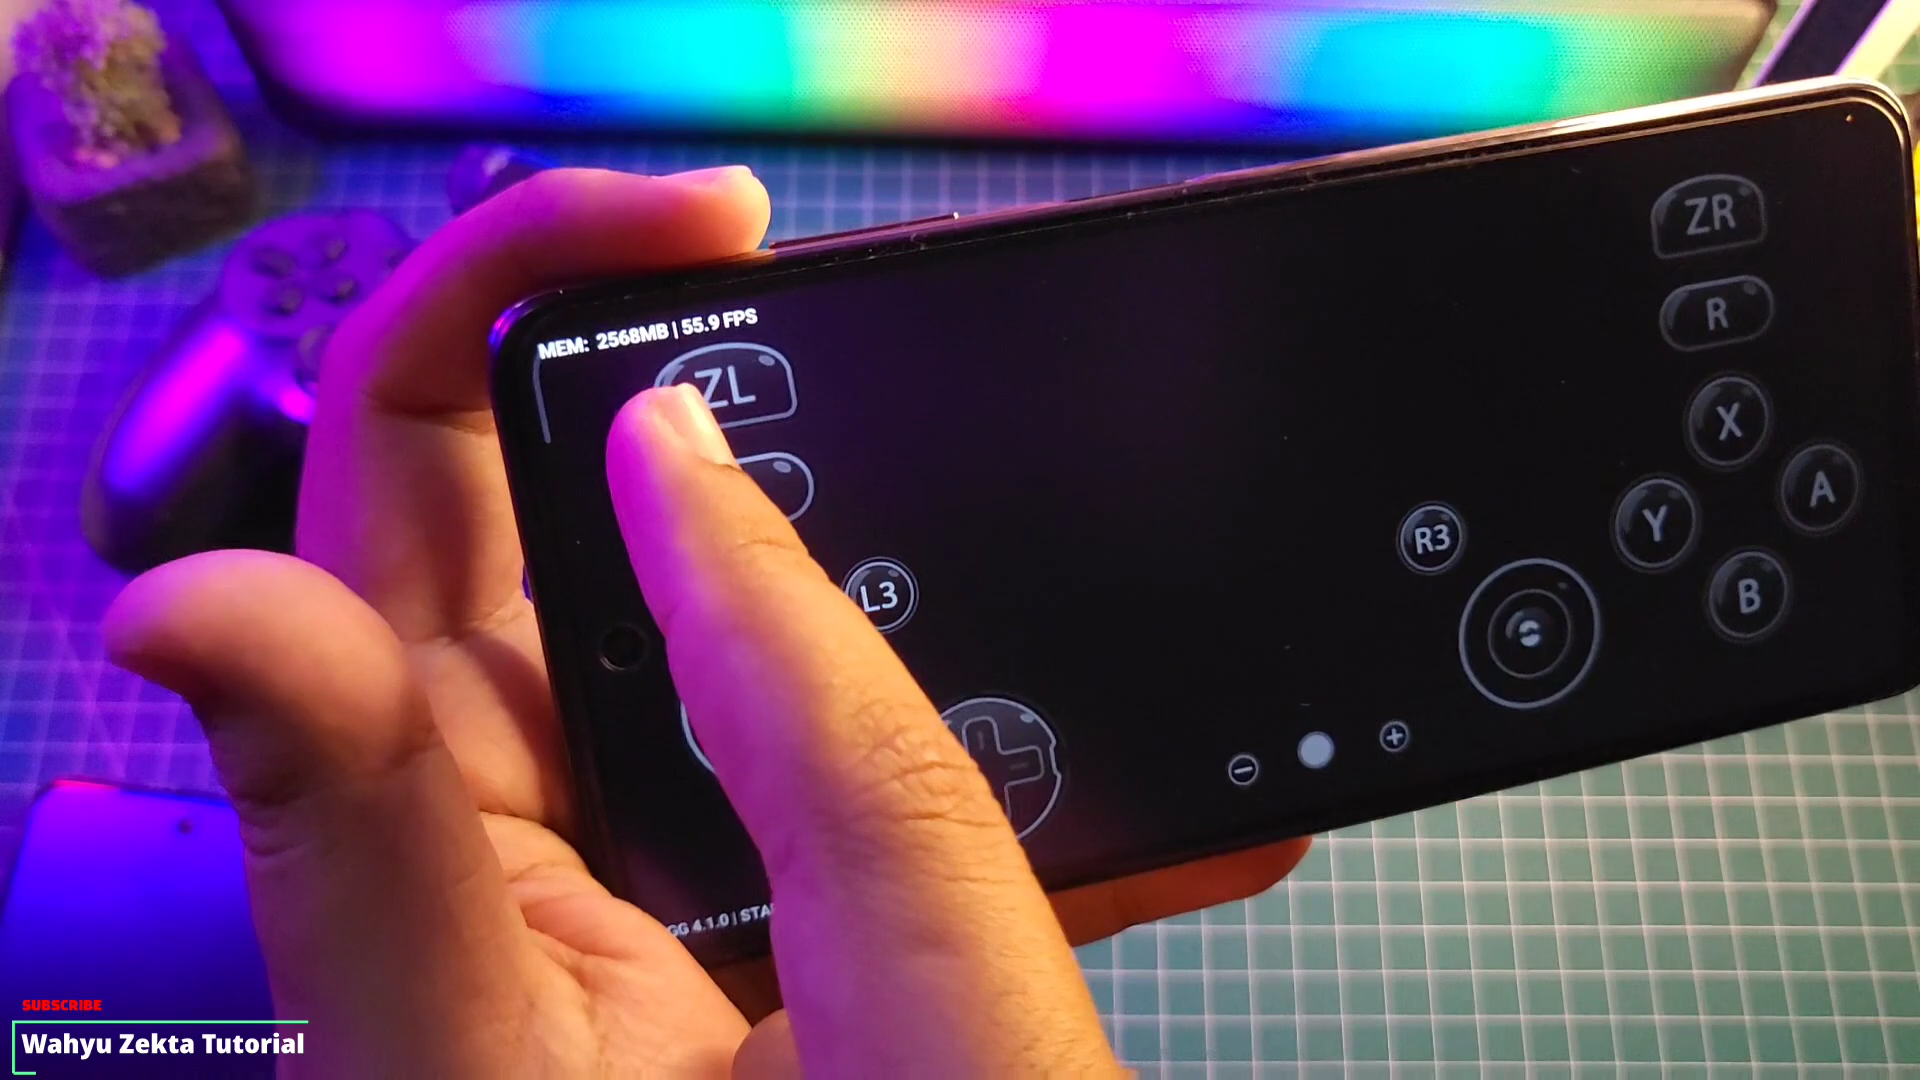 MEM: 2568MB | 55.9 FPS
ZL
ZR
R
X
A
Y
B
L3
R3
GG 4.1.0 | STA
SUBSCRIBE
Wahyu Zekta Tutorial